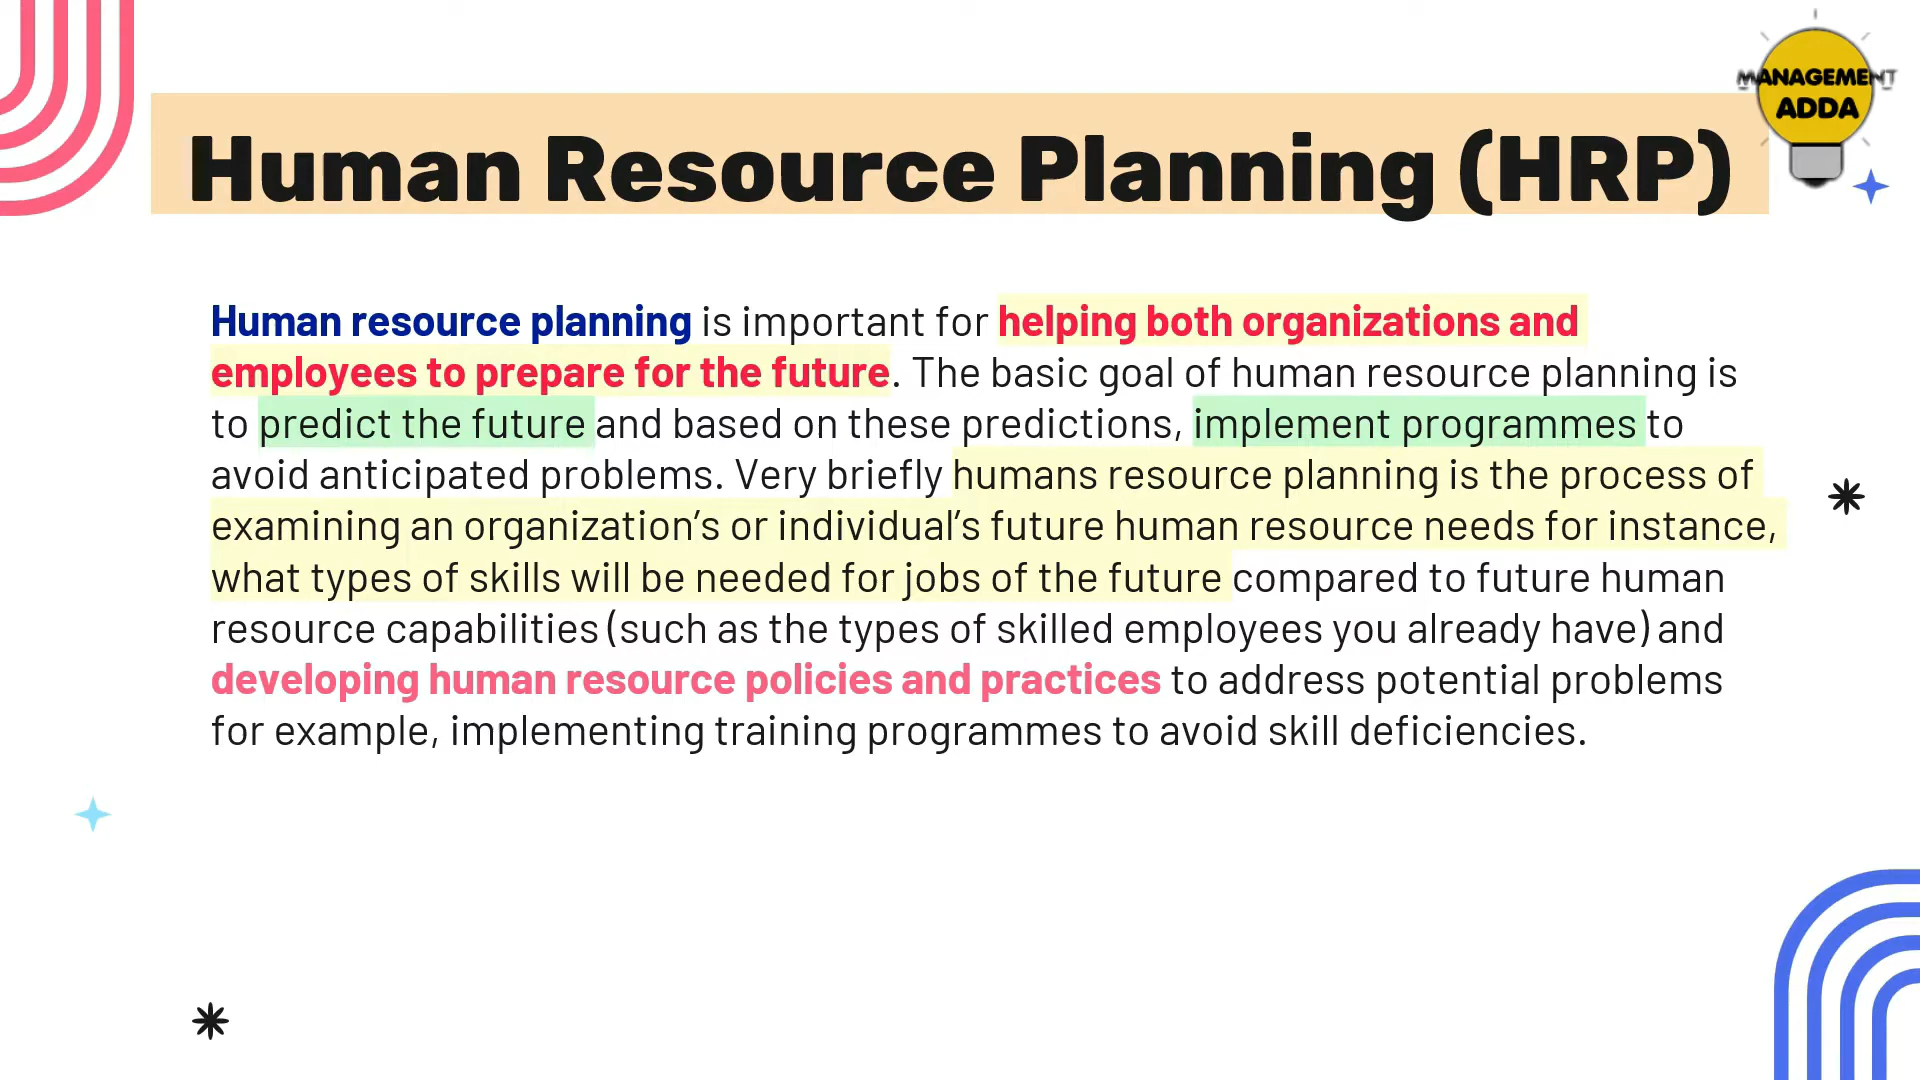 MANAGEMENT
ADDA
Human Resource Planning (HRP)
Human resource planning is important for helping both organizations and
employees to prepare for the future. The basic goal of human resource planning is
to predict the future and based on these predictions, implement programmes to
avoid anticipated problems. Very briefly humans resource planning is the process of
examining an organization’s or individual’s future human resource needs for instance,
what types of skills will be needed for jobs of the future compared to future human
resource capabilities (such as the types of skilled employees you already have) and
developing human resource policies and practices to address potential problems
for example, implementing training programmes to avoid skill deficiencies.